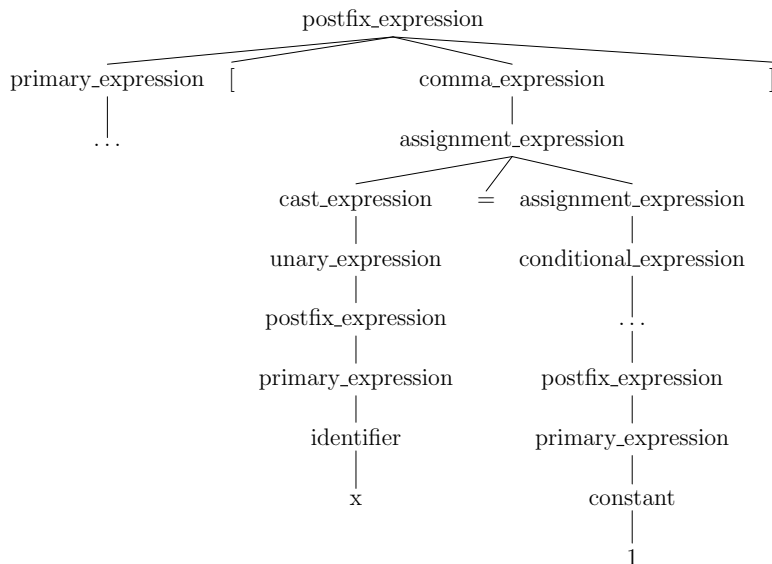 postfix_expression
primary_expression [ comma_expression ]
... assignment_expression
cast_expression = assignment_expression
unary_expression conditional_expression
postfix_expression ...
primary_expression postfix_expression
identifier primary_expression
x constant
1